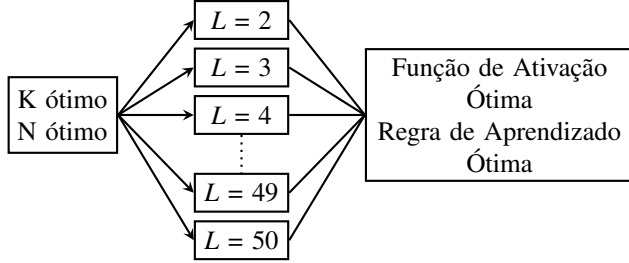 K ótimo
N ótimo
L = 2
L = 3
L = 4
L = 49
L = 50
Função de Ativação
Ótima
Regra de Aprendizado
Ótima